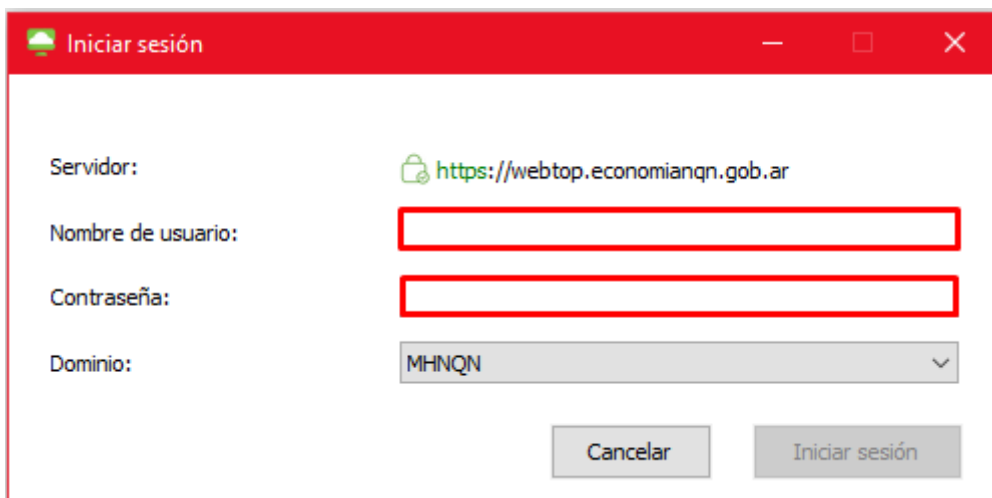 Iniciar sesión
Servidor: https://webtop.economianqn.gob.ar
Nombre de usuario:
Contraseña:
Dominio: MHNQN
Cancelar Iniciar sesión